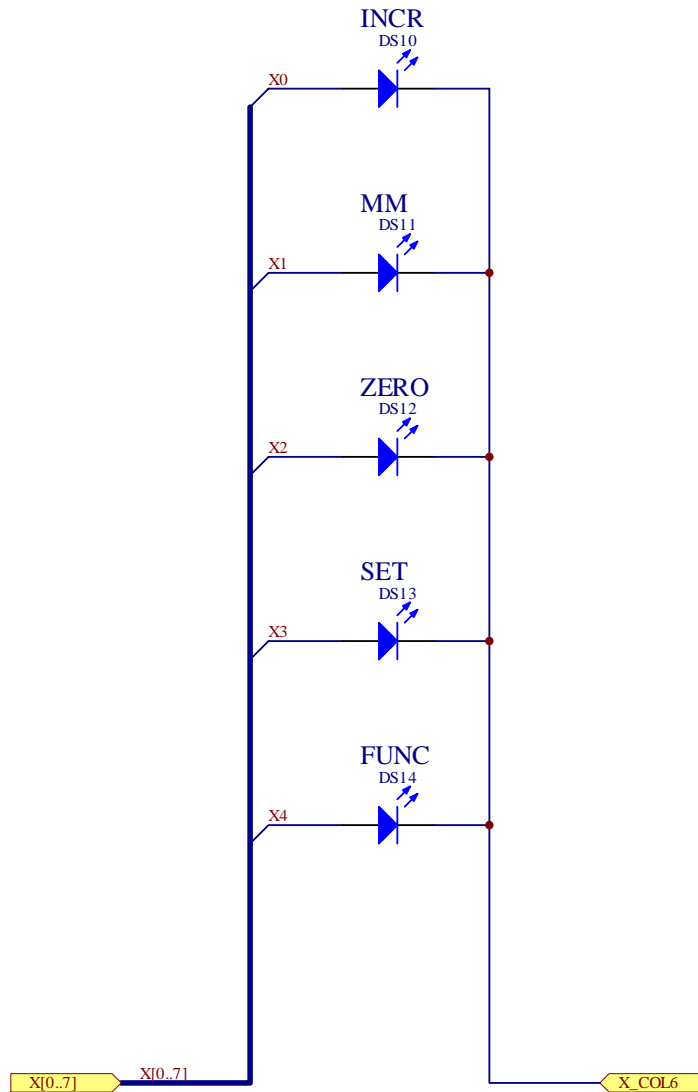 INCR
DS10
X0
MM
DS11
X1
ZERO
DS12
X2
SET
DS13
X3
FUNC
DS14
X4
X[0..7]
X[0..7]
X_COL6